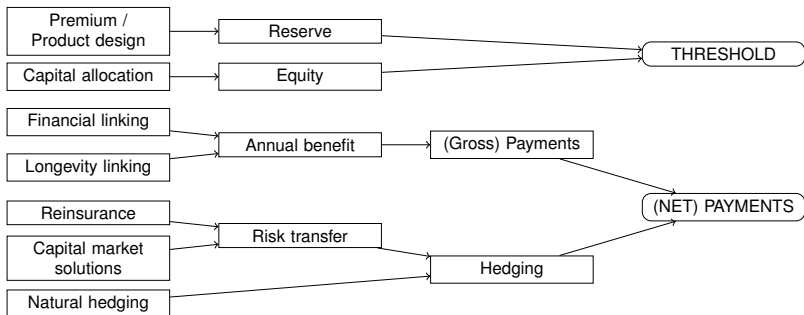 Premium /
Product design
Reserve
THRESHOLD
Capital allocation
Equity
Financial linking
Annual benefit
(Gross) Payments
Longevity linking
Reinsurance
(NET) PAYMENTS
Risk transfer
Capital market
solutions
Hedging
Natural hedging